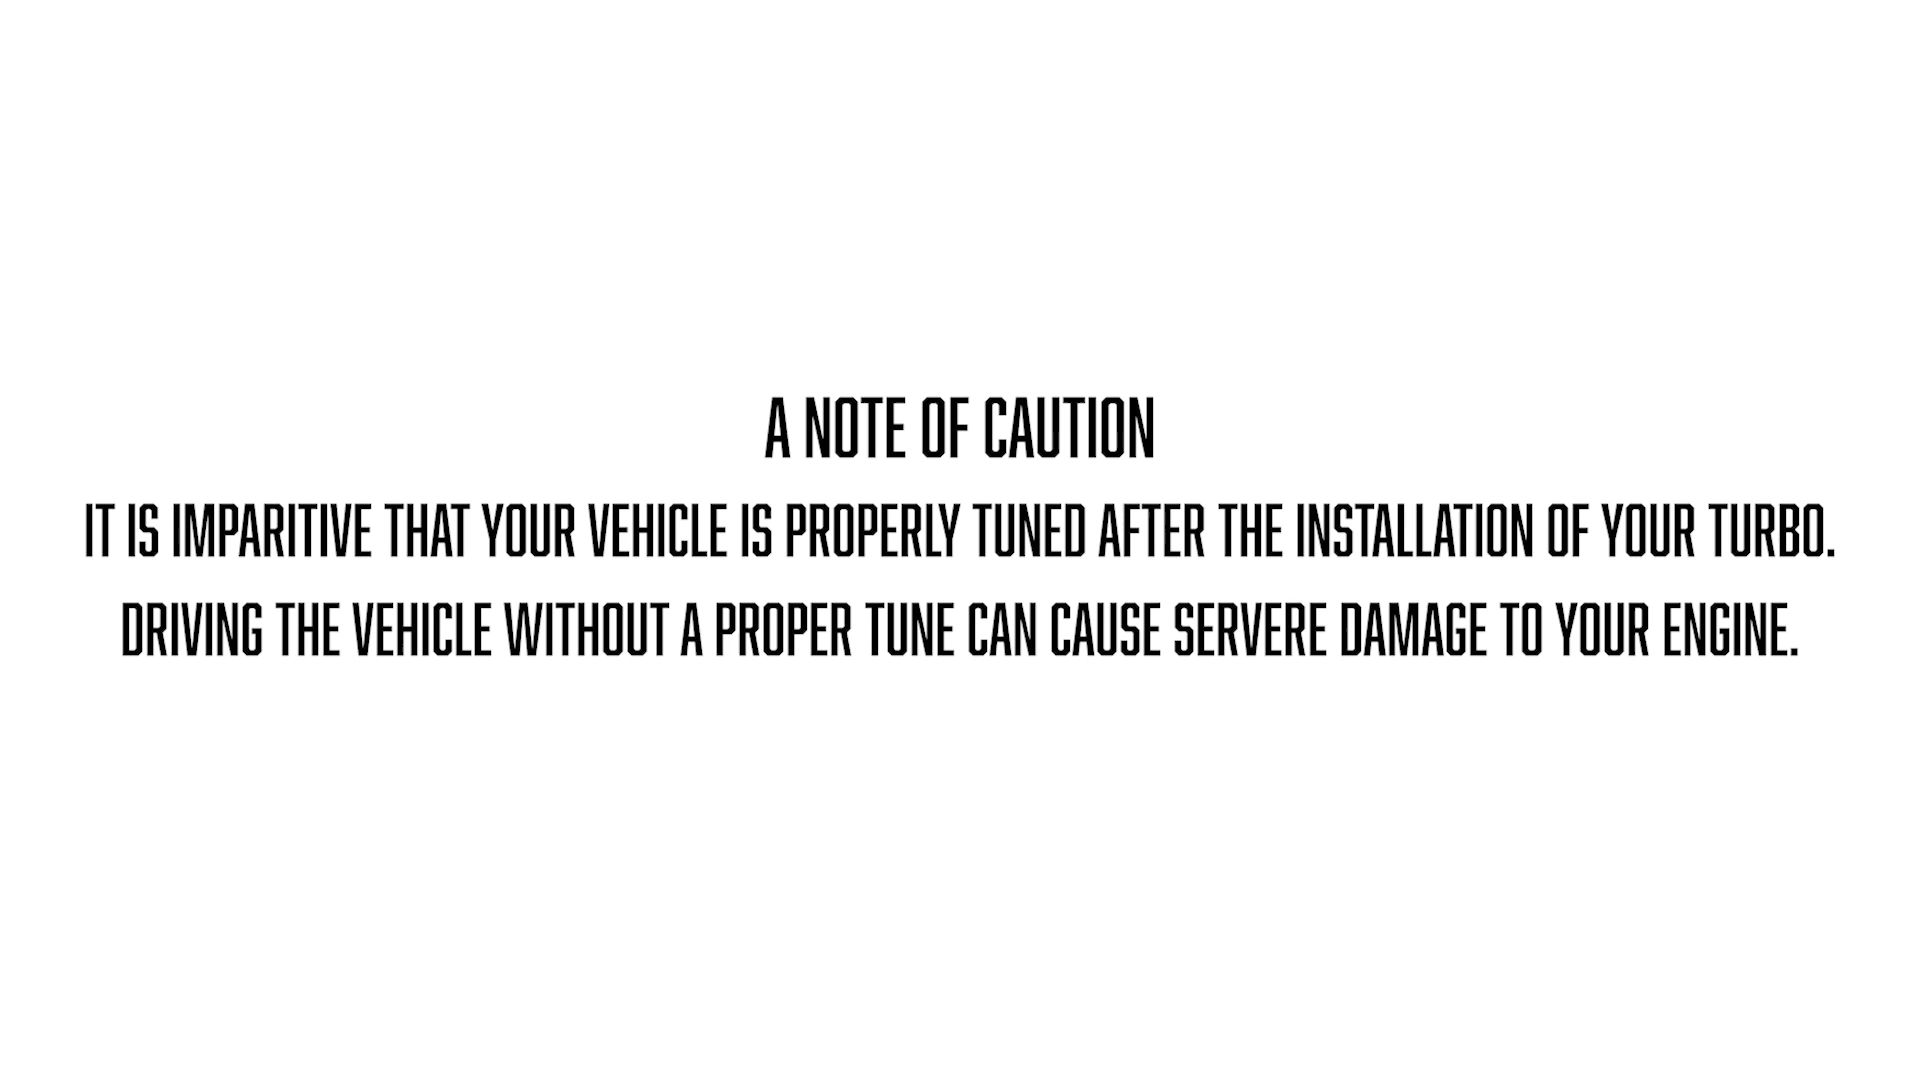 A NOTE OF CAUTION
IT IS IMPARITIVE THAT YOUR VEHICLE IS PROPERLY TUNED AFTER THE INSTALLATION OF YOUR TURBO.
DRIVING THE VEHICLE WITHOUT A PROPER TUNE CAN CAUSE SERVERE DAMAGE TO YOUR ENGINE.